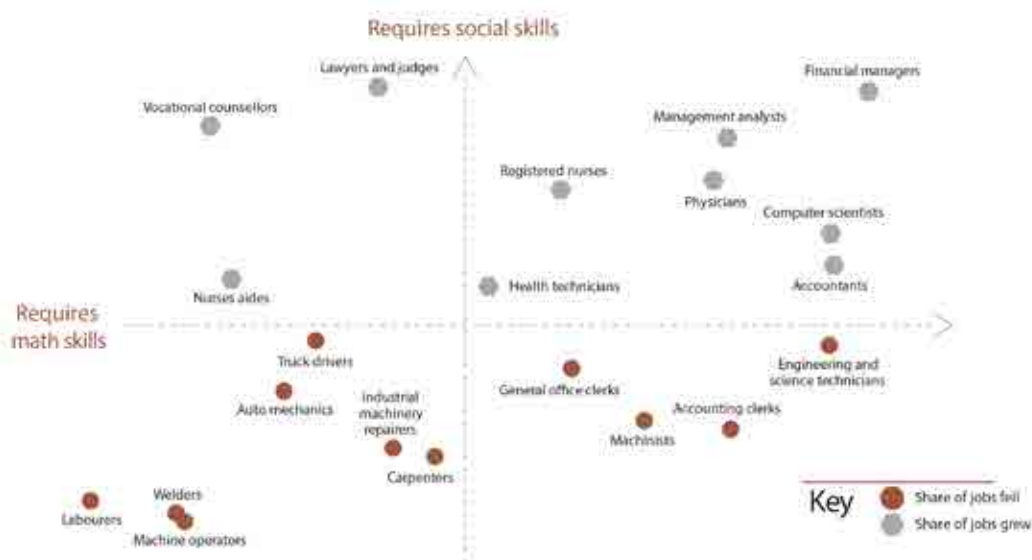 Requires social skills
Lawyers and judges
Financial managers
Vocational counsellors
Management analysts
Registered nurses
Physicians
Computer scientists
Nurses aides
Health technicians
Accountants
Requires
math skills
Truck drivers
Engineering and
science technicians
General office clerks
Auto mechanics
Industrial
machinery
repairers
Accounting clerks
Machinists
Carpenters
Welders
Labourers
Machine operators
Key
Share of jobs fell
Share of jobs grew